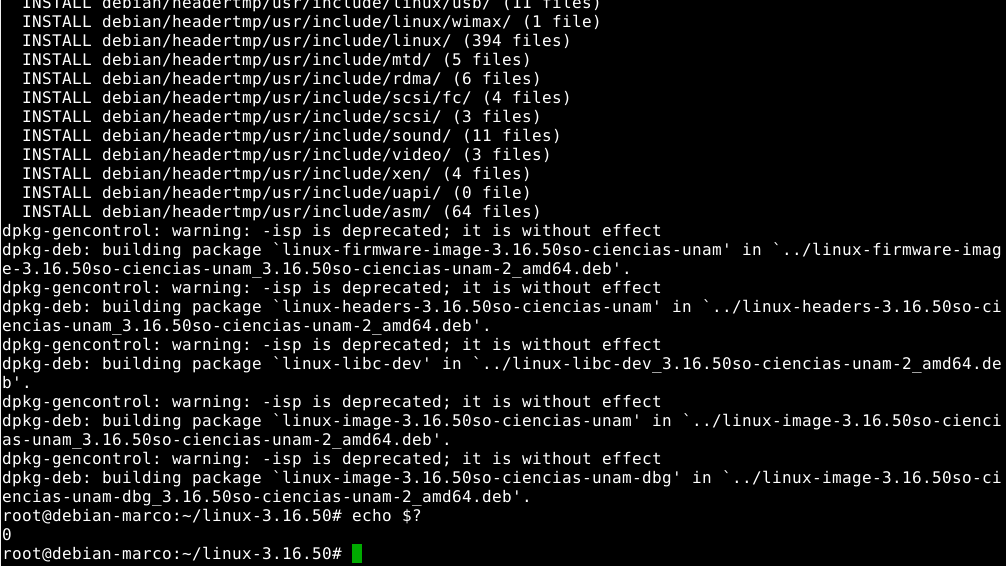 INSTALL debian/headertmp/usr/include/linux/usb/ (11 files)
INSTALL debian/headertmp/usr/include/linux/wimax/ (1 file)
INSTALL debian/headertmp/usr/include/linux/ (394 files)
INSTALL debian/headertmp/usr/include/mtd/ (5 files)
INSTALL debian/headertmp/usr/include/rdma/ (6 files)
INSTALL debian/headertmp/usr/include/scsi/fc/ (4 files)
INSTALL debian/headertmp/usr/include/scsi/ (3 files)
INSTALL debian/headertmp/usr/include/sound/ (11 files)
INSTALL debian/headertmp/usr/include/video/ (3 files)
INSTALL debian/headertmp/usr/include/xen/ (4 files)
INSTALL debian/headertmp/usr/include/uapi/ (0 file)
INSTALL debian/headertmp/usr/include/asm/ (64 files)
dpkg-gencontrol: warning: -isp is deprecated; it is without effect
dpkg-deb: building package `linux-firmware-image-3.16.50so-ciencias-unam' in `../linux-firmware-imag
e-3.16.50so-ciencias-unam_3.16.50so-ciencias-unam-2_amd64.deb'.
dpkg-gencontrol: warning: -isp is deprecated; it is without effect
dpkg-deb: building package `linux-headers-3.16.50so-ciencias-unam' in `../linux-headers-3.16.50so-ci
encias-unam_3.16.50so-ciencias-unam-2_amd64.deb'.
dpkg-gencontrol: warning: -isp is deprecated; it is without effect
dpkg-deb: building package `linux-libc-dev' in `../linux-libc-dev_3.16.50so-ciencias-unam-2_amd64.de
b'.
dpkg-gencontrol: warning: -isp is deprecated; it is without effect
dpkg-deb: building package `linux-image-3.16.50so-ciencias-unam' in `../linux-image-3.16.50so-cienci
as-unam_3.16.50so-ciencias-unam-2_amd64.deb'.
dpkg-gencontrol: warning: -isp is deprecated; it is without effect
dpkg-deb: building package `linux-image-3.16.50so-ciencias-unam-dbg' in `../linux-image-3.16.50so-ci
encias-unam-dbg_3.16.50so-ciencias-unam-2_amd64.deb'.
root@debian-marco:~/linux-3.16.50# echo $?
0
root@debian-marco:~/linux-3.16.50#